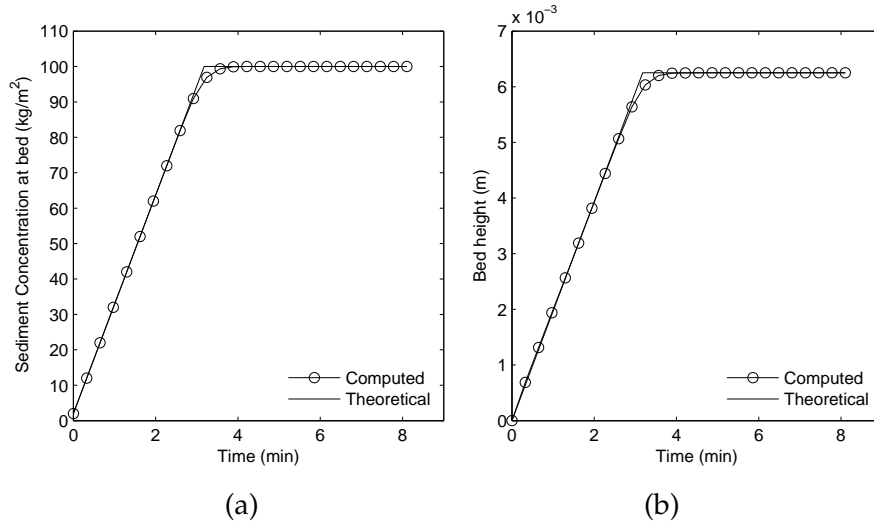 110
100
90
80
70
60
50
40
30
20
10
0
0 2 4 6 8
Sediment Concentration at bed (kg/m²)
Time (min)
Computed
Theoretical
(a)
7 x 10⁻³
6
5
4
3
2
1
0
0 2 4 6 8
Bed height (m)
Time (min)
Computed
Theoretical
(b)